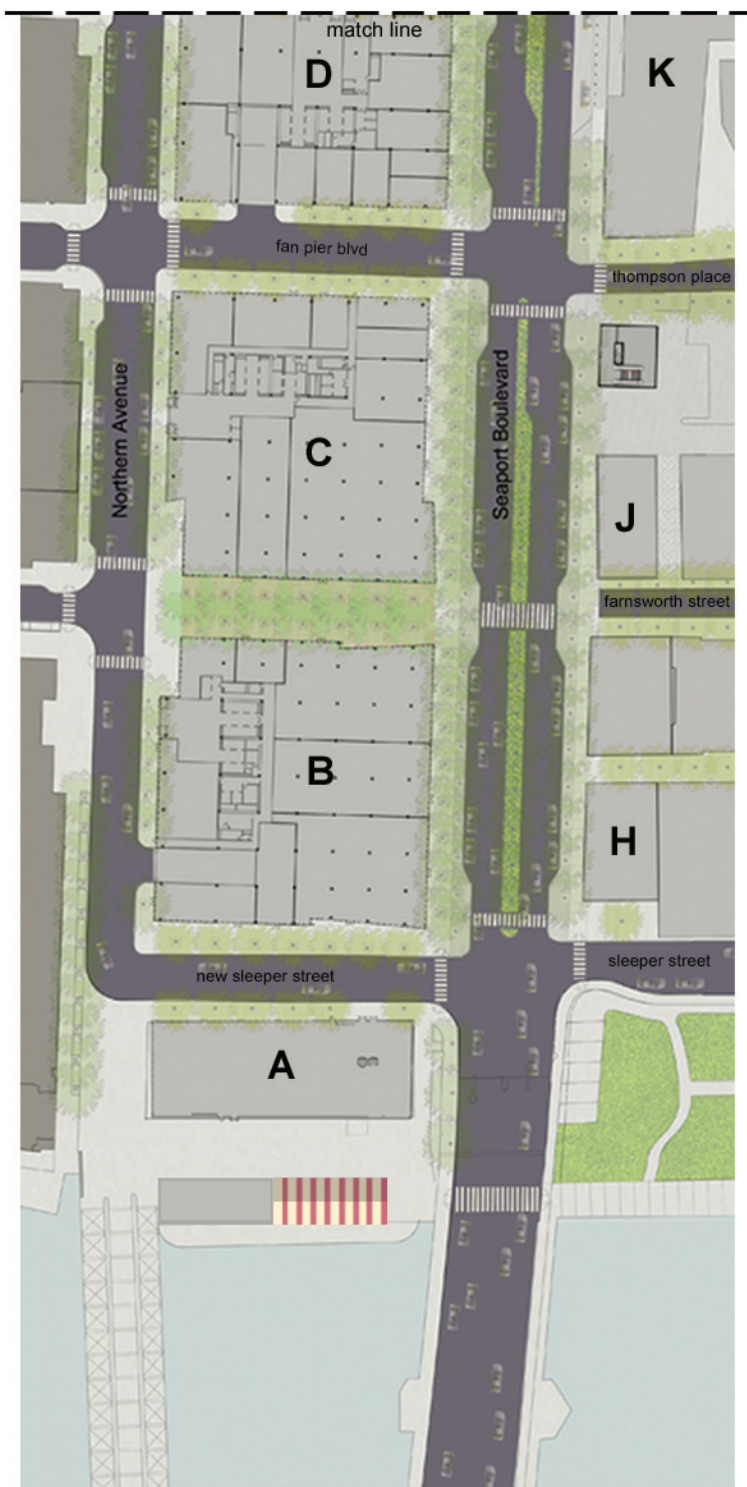 match line
D
K
fan pier blvd
thompson place
Northern Avenue
Seaport Boulevard
C
J
farnsworth street
B
H
new sleeper street
sleeper street
A